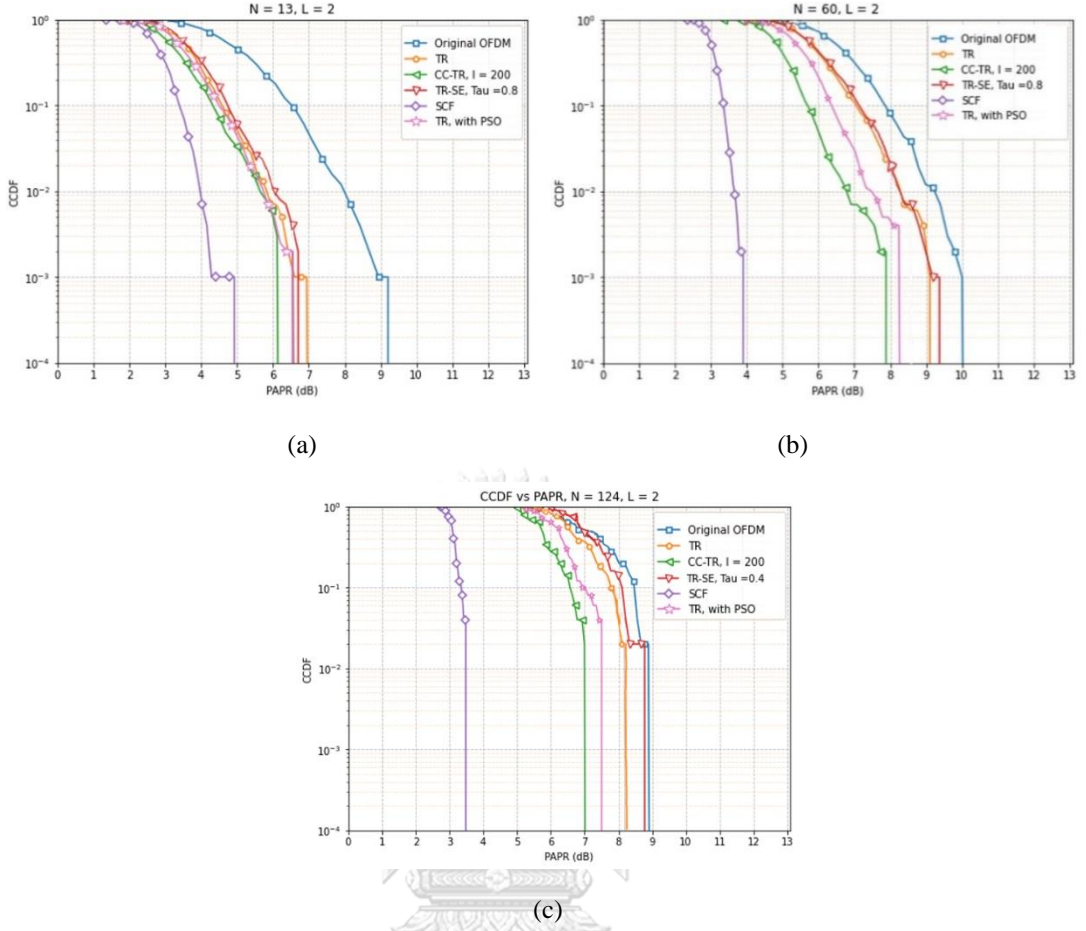 N = 13, L = 2
CCDF
10⁰
10⁻¹
10⁻²
10⁻³
10⁻⁴
Original OFDM
TR
CC-TR, I = 200
TR-SE, Tau =0.8
SCF
TR, with PSO
0 1 2 3 4 5 6 7 8 9 10 11 12 13
PAPR (dB)
(a)
N = 60, L = 2
CCDF
10⁰
10⁻¹
10⁻²
10⁻³
10⁻⁴
Original OFDM
TR
CC-TR, I = 200
TR-SE, Tau =0.8
SCF
TR, with PSO
0 1 2 3 4 5 6 7 8 9 10 11 12 13
PAPR (dB)
(b)
CCDF vs PAPR, N = 124, L = 2
CCDF
10⁰
10⁻¹
10⁻²
10⁻³
10⁻⁴
Original OFDM
TR
CC-TR, I = 200
TR-SE, Tau =0.4
SCF
TR, with PSO
0 1 2 3 4 5 6 7 8 9 10 11 12 13
PAPR (dB)
(c)